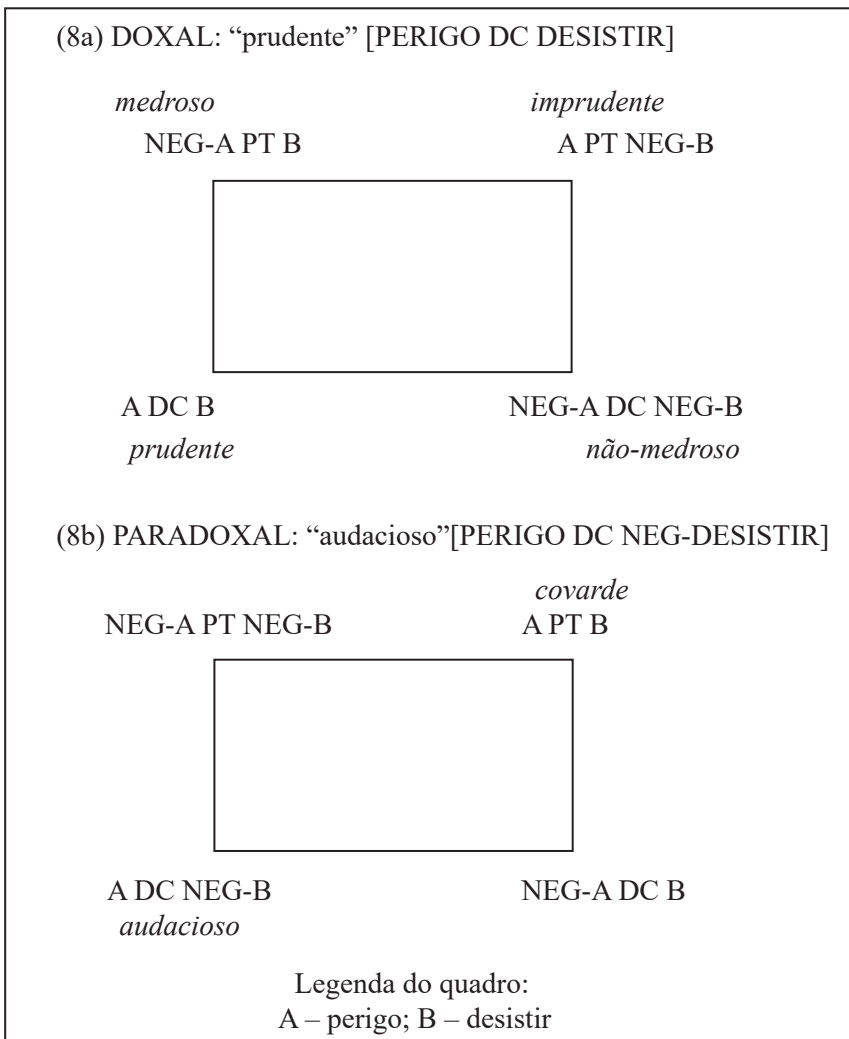 (8a) DOXAL: “prudente” [PERIGO DC DESISTIR]
medroso imprudente
NEG-A PT B A PT NEG-B
A DC B NEG-A DC NEG-B
prudente não-medroso
(8b) PARADOXAL: “audacioso”[PERIGO DC NEG-DESISTIR]
covarde
NEG-A PT NEG-B A PT B
A DC NEG-B NEG-A DC B
audacioso
Legenda do quadro:
A – perigo; B – desistir